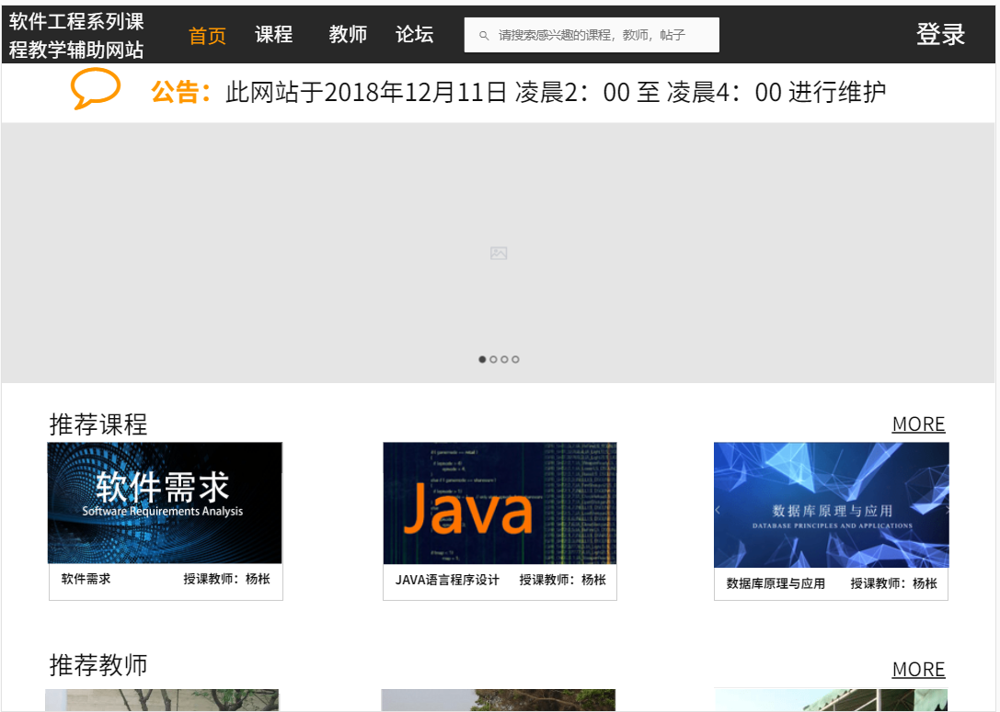 软件工程系列课
程教学辅助网站
首页 课程 教师 论坛
请搜索感兴趣的课程，教师，帖子
登录
公告：此网站于2018年12月11日 凌晨2：00 至 凌晨4：00 进行维护
推荐课程 MORE
软件需求
Software Requirements Analysis
Java
数据库原理与应用
DATABASE PRINCIPLES AND APPLICATIONS
软件需求 授课教师：杨枨
JAVA语言程序设计 授课教师：杨枨
数据库原理与应用 授课教师：杨枨
推荐教师 MORE